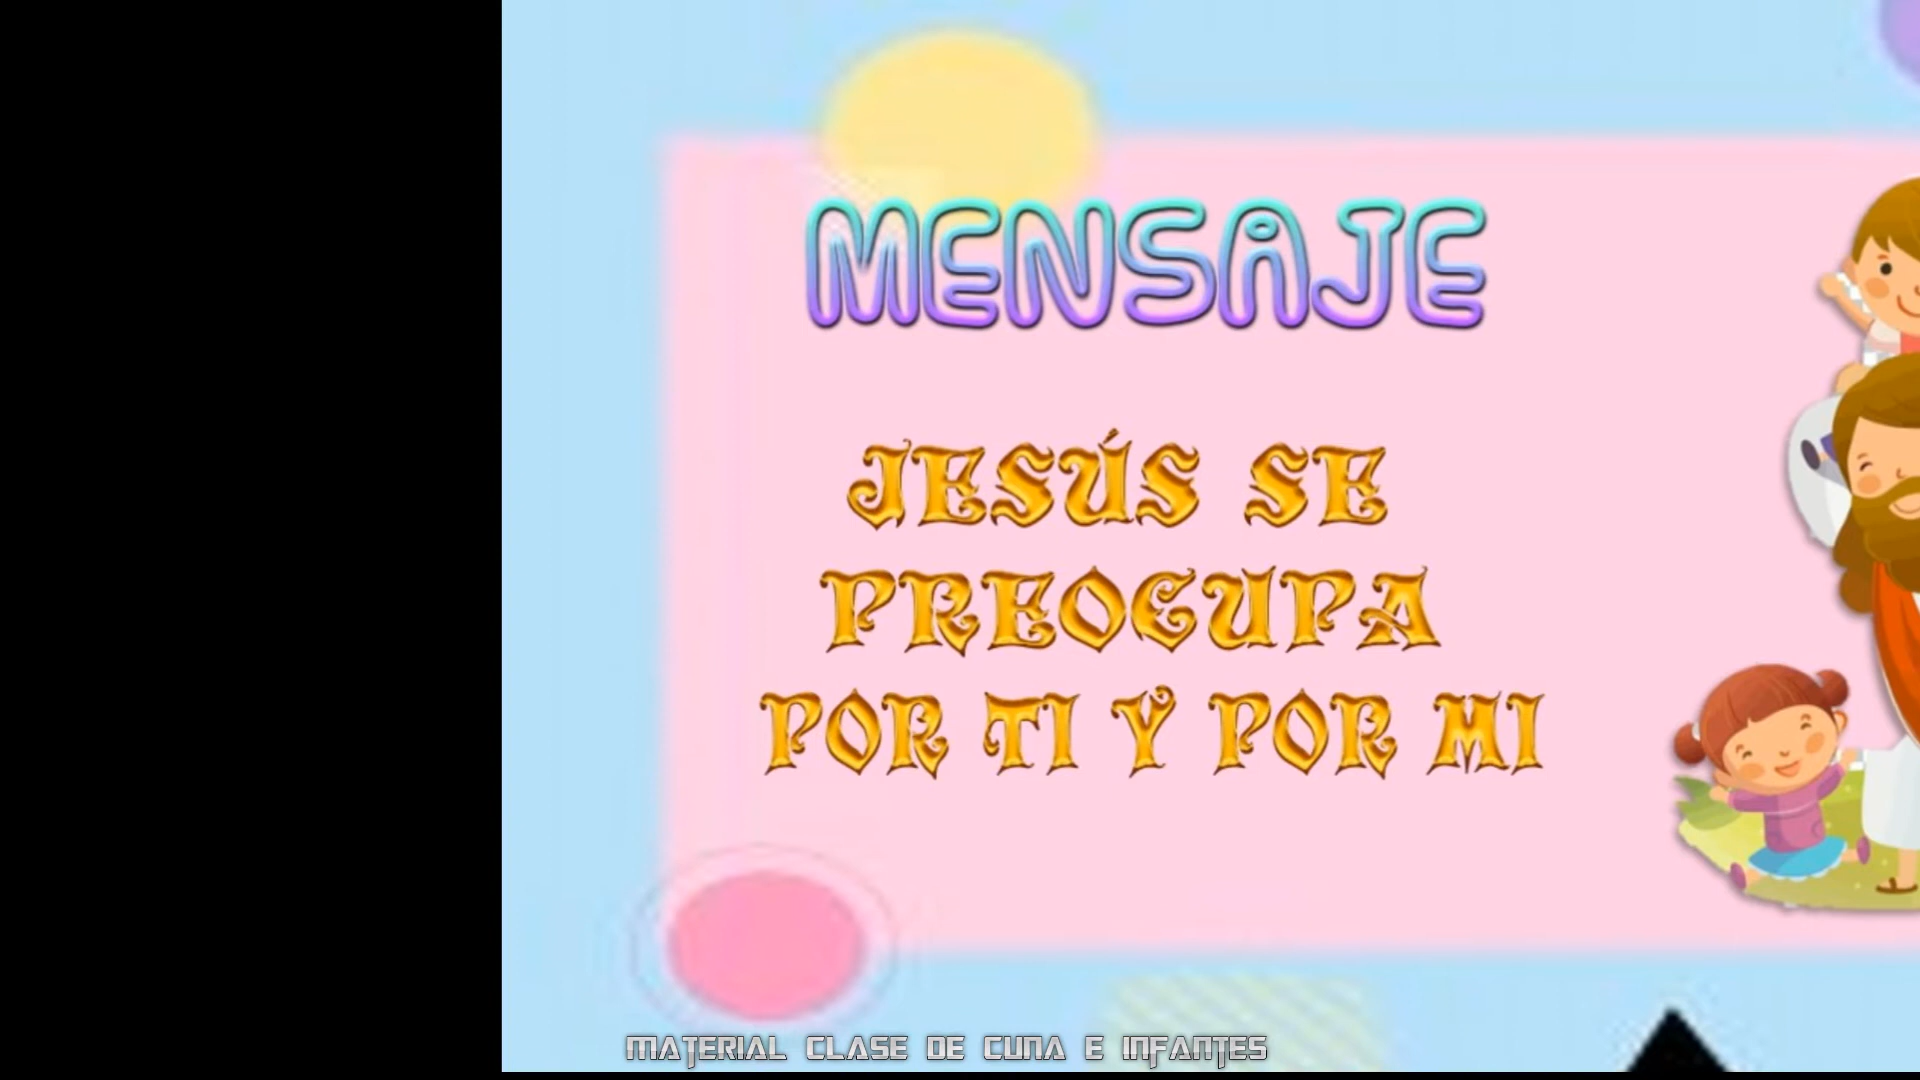 MENSAJE
JESÚS SE
PREOCUPA
POR TI Y POR MI
MATERIAL CLASE DE CUNA E INFANTES